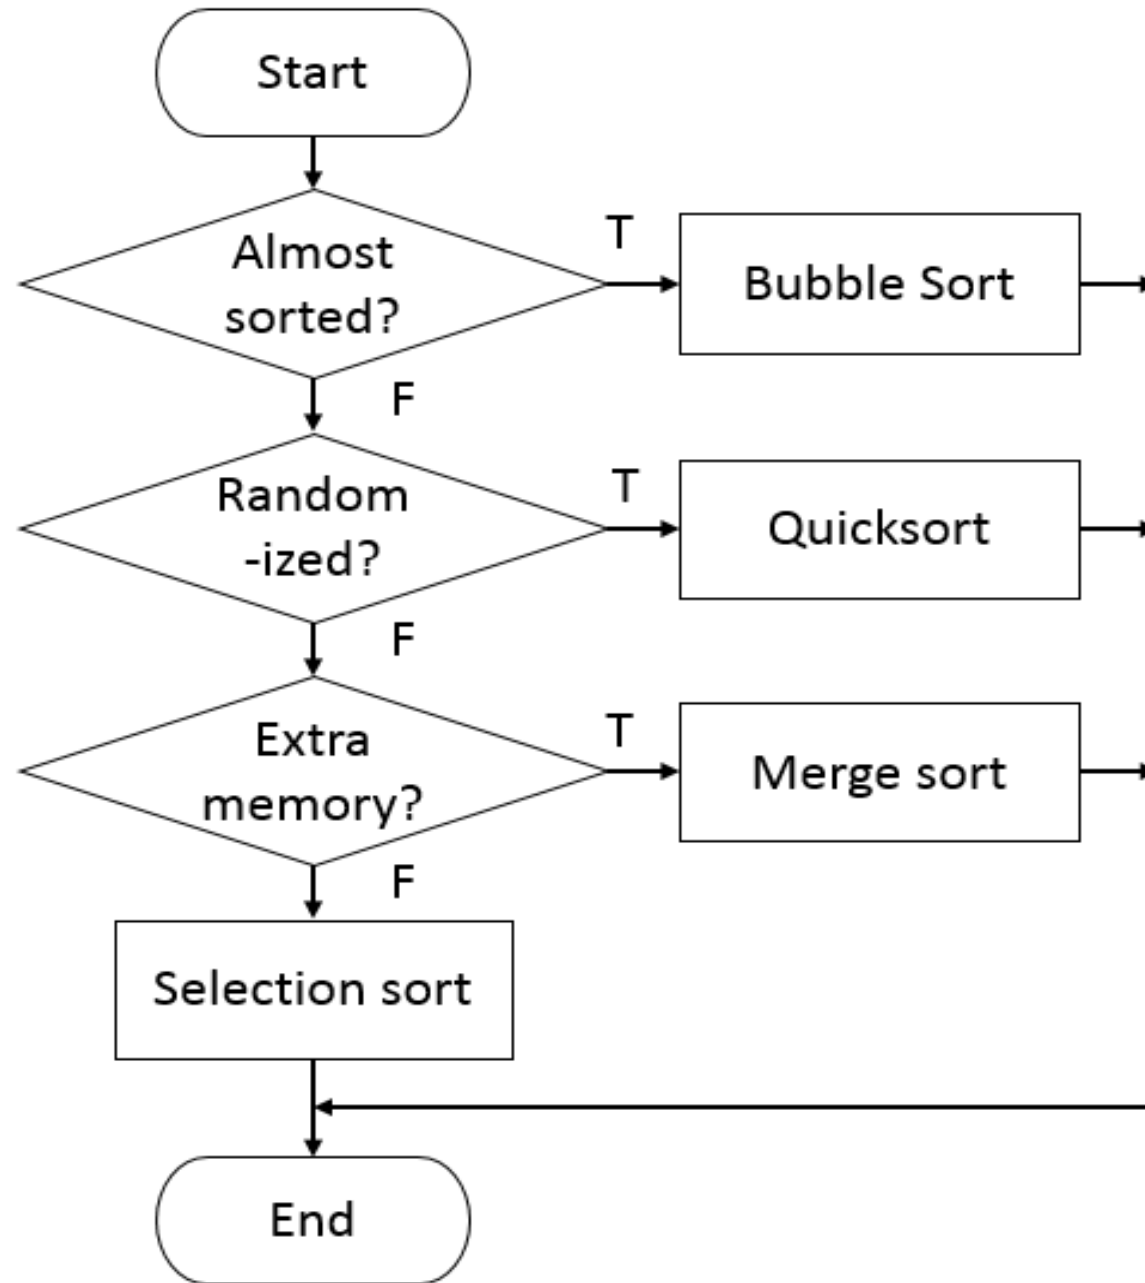 Start
Almost
sorted?
T
Bubble Sort
F
Random
-ized?
T
Quicksort
F
Extra
memory?
T
Merge sort
F
Selection sort
End